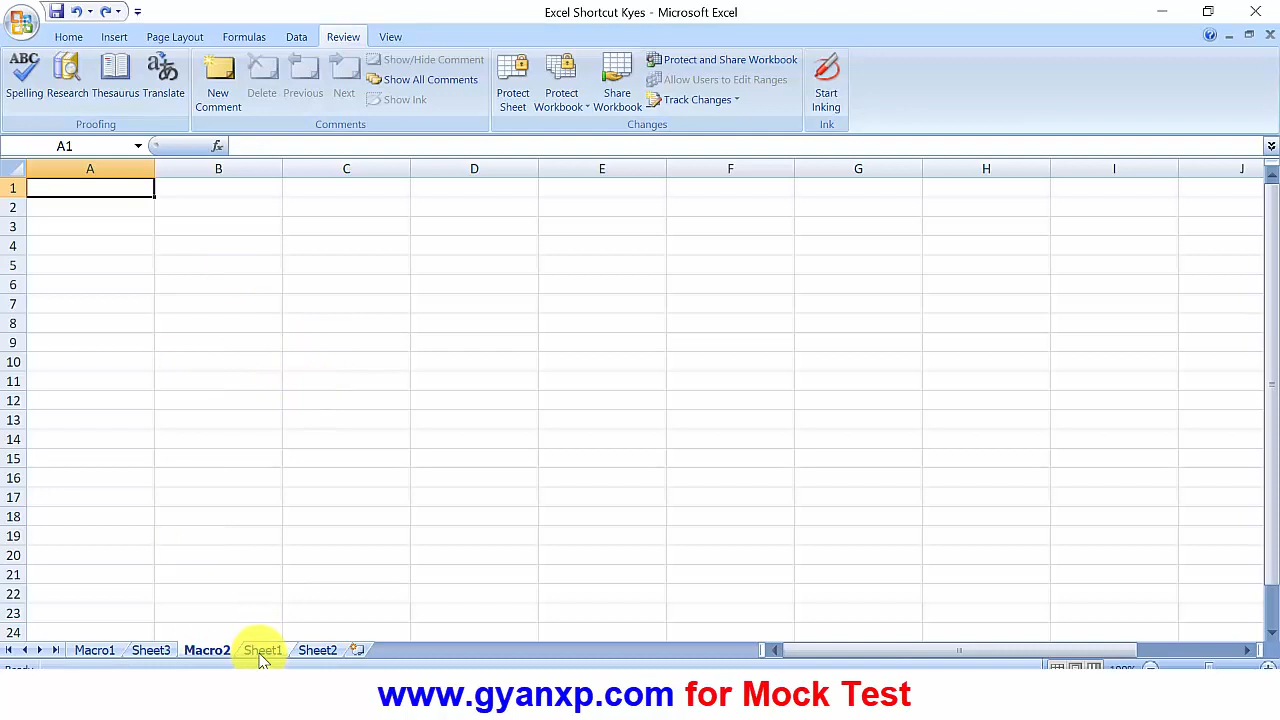 Excel Shortcut Kyes - Microsoft Excel
Home Insert Page Layout Formulas Data Review View
ABC
Spelling Research Thesaurus Translate
Proofing
New Comment Delete Previous Next
Show/Hide Comment
Show All Comments
Show Ink
Comments
Protect Sheet Protect Workbook Share Workbook
Protect and Share Workbook
Allow Users to Edit Ranges
Track Changes
Changes
Start Inking
Ink
A1 fx
A B C D E F G H I J
1
2
3
4
5
6
7
8
9
10
11
12
13
14
15
16
17
18
19
20
21
22
23
24
Macro1 Sheet3 Macro2 Sheet1 Sheet2
Ready 100%
www.gyanxp.com for Mock Test